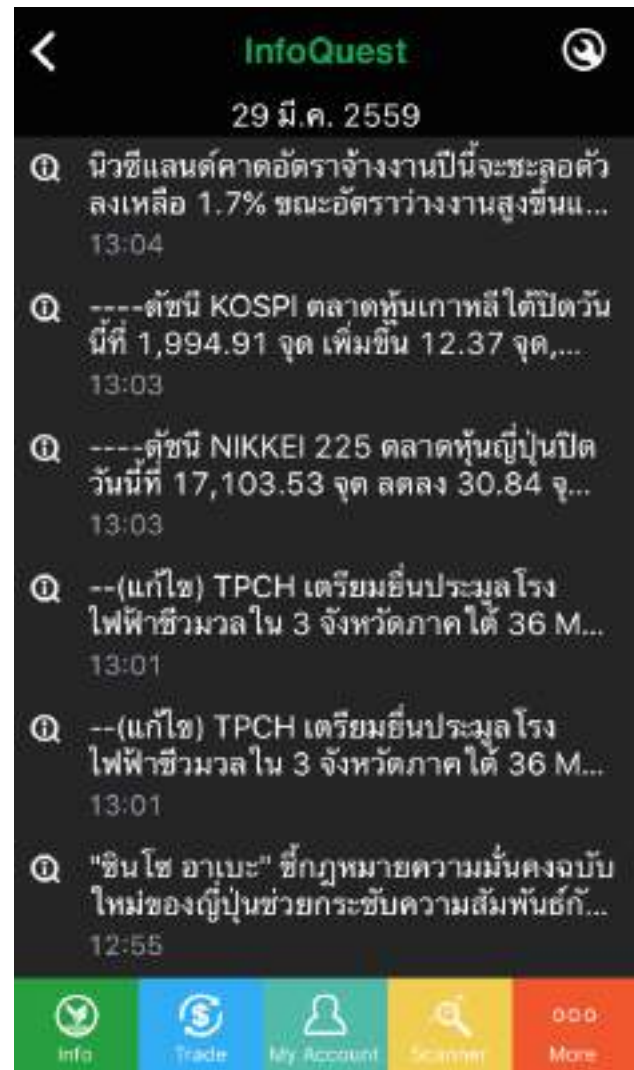 InfoQuest
29 มี.ค. 2559
นิวซีแลนด์คาดอัตราจ้างงานปีนี้จะชะลอตัว
ลงเหลือ 1.7% ขณะอัตราว่างงานสูงขึ้นแ...
13:04
----ดัชนี KOSPI ตลาดหุ้นเกาหลีใต้ปิดวัน
นี้ที่ 1,994.91 จุด เพิ่มขึ้น 12.37 จุด,...
13:03
----ดัชนี NIKKEI 225 ตลาดหุ้นญี่ปุ่นปิด
วันนี้ที่ 17,103.53 จุด ลดลง 30.84 จุ...
13:03
--(แก้ไข) TPCH เตรียมยื่นประมูลโรง
ไฟฟ้าชีวมวลใน 3 จังหวัดภาคใต้ 36 M...
13:01
--(แก้ไข) TPCH เตรียมยื่นประมูลโรง
ไฟฟ้าชีวมวลใน 3 จังหวัดภาคใต้ 36 M...
13:01
"ชินโซ อาเบะ" ชี้กฎหมายความมั่นคงฉบับ
ใหม่ของญี่ปุ่นช่วยกระชับความสัมพันธ์กั...
12:55
Info Trade My Account Scanner More